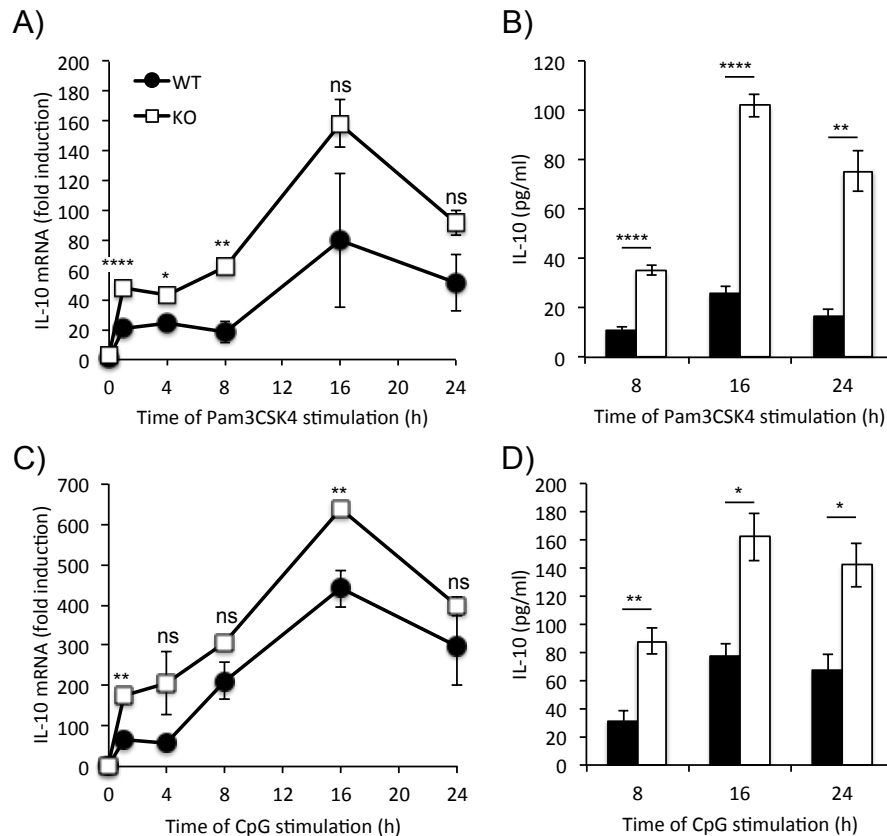 A)
IL-10 mRNA (fold induction)
200
180
160
140
120
100
80
60
40
20
0
WT
KO
****
*
**
ns
ns
0 4 8 12 16 20 24
Time of Pam3CSK4 stimulation (h)
B)
IL-10 (pg/ml)
120
100
80
60
40
20
0
****
****
**
8 16 24
Time of Pam3CSK4 stimulation (h)
C)
IL-10 mRNA (fold induction)
700
600
500
400
300
200
100
0
**
ns
ns
**
ns
0 4 8 12 16 20 24
Time of CpG stimulation (h)
D)
IL-10 (pg/ml)
200
180
160
140
120
100
80
60
40
20
0
**
*
*
8 16 24
Time of CpG stimulation (h)